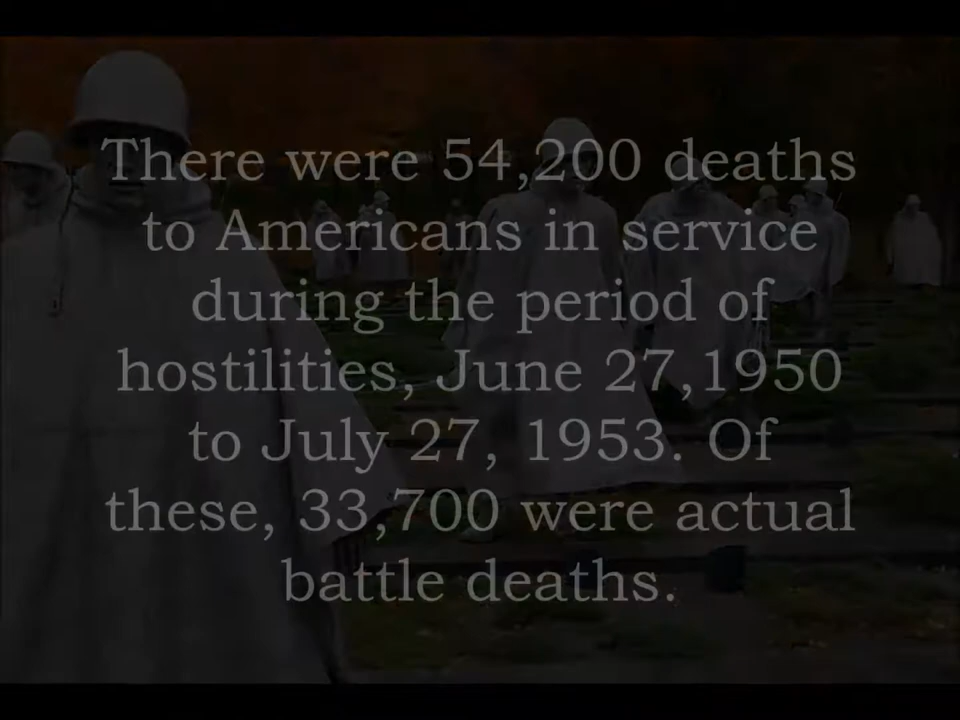 There were 54,200 deaths
to Americans in service
during the period of
hostilities, June 27,1950
to July 27, 1953. Of
these, 33,700 were actual
battle deaths.